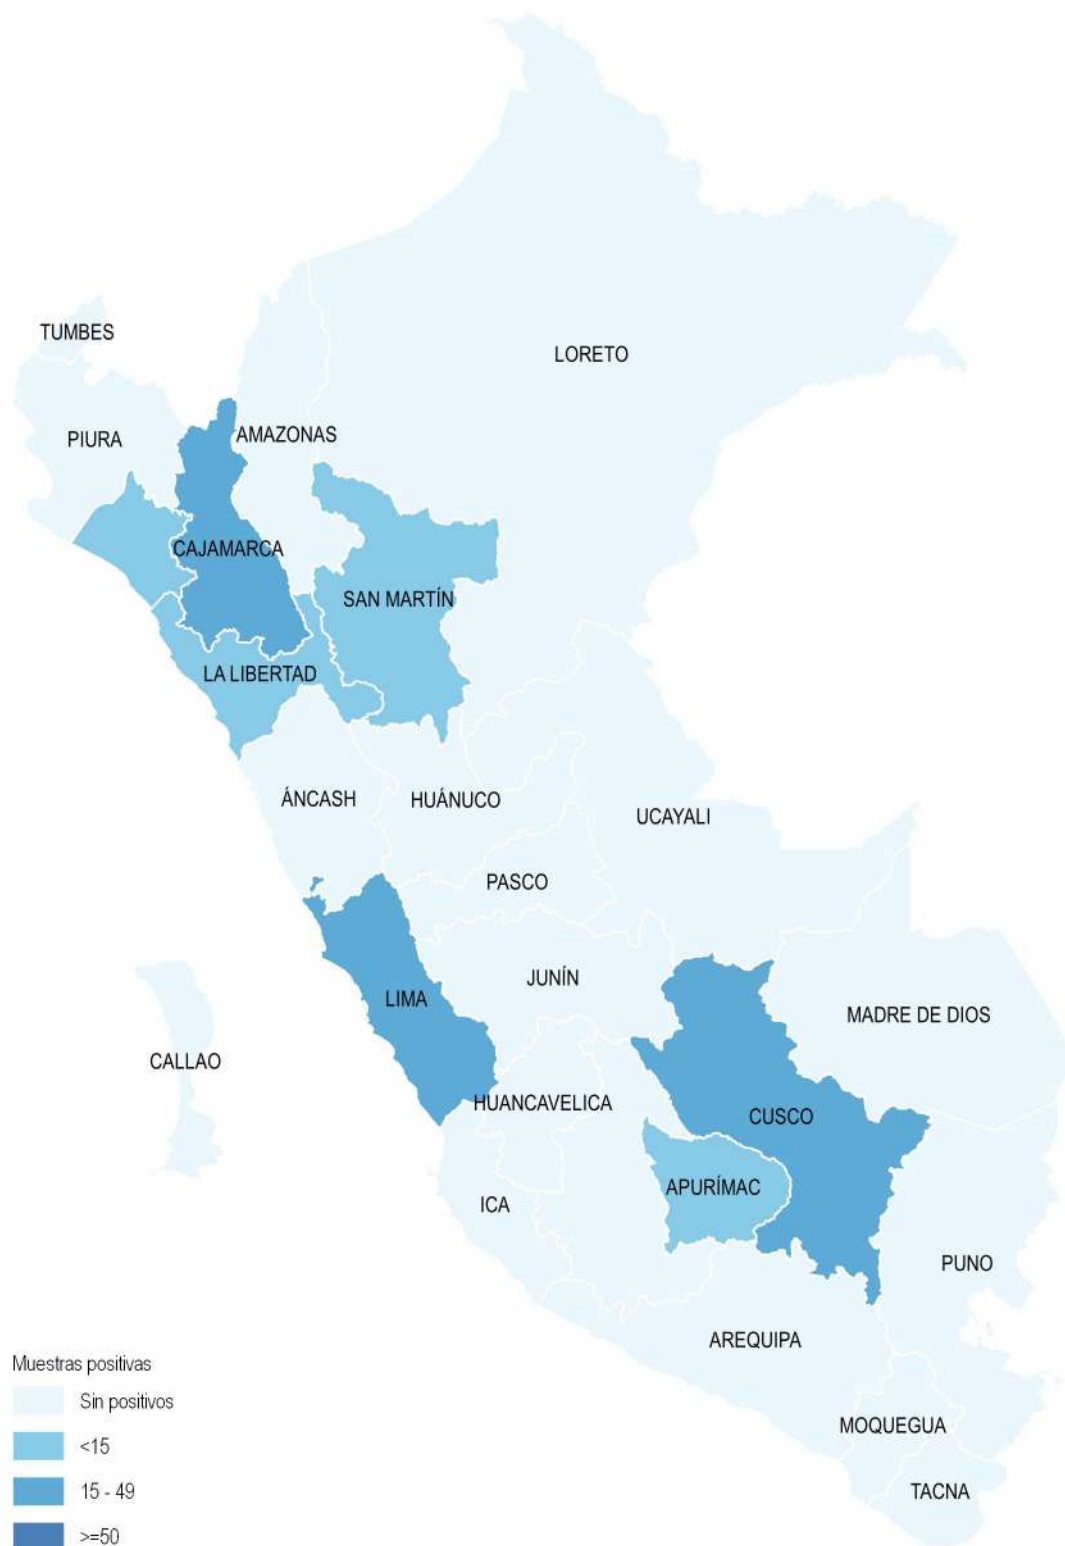 TUMBES
LORETO
PIURA
AMAZONAS
CAJAMARCA
SAN MARTÍN
LA LIBERTAD
ÁNCASH
HUÁNUCO
UCAYALI
PASCO
JUNÍN
LIMA
MADRE DE DIOS
CALLAO
HUANCAVELICA
CUSCO
APURÍMAC
ICA
PUNO
AREQUIPA
MOQUEGUA
TACNA
Muestras positivas
Sin positivos
<15
15 - 49
>=50